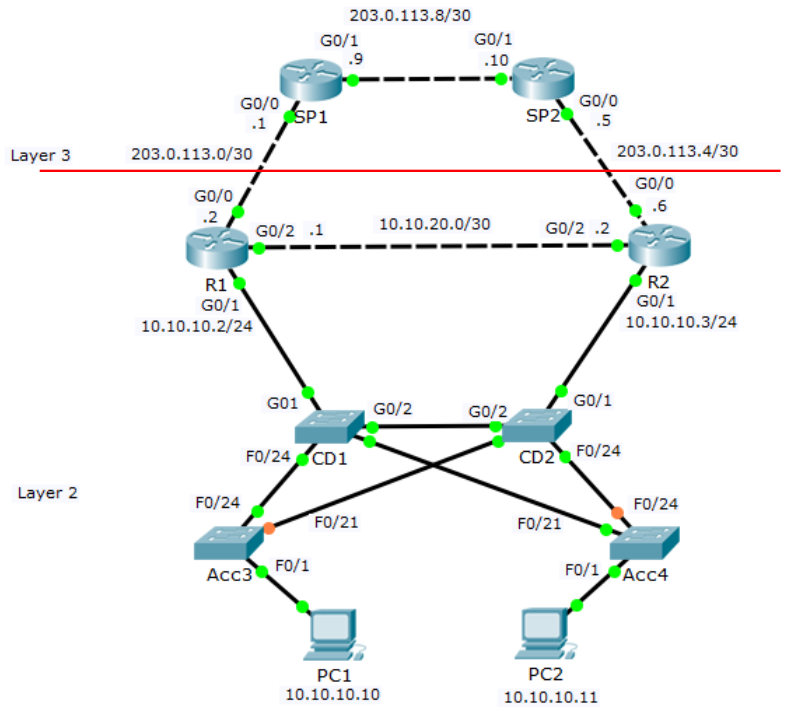 203.0.113.8/30
G0/1
.9
G0/1
.10
SP1
SP2
G0/0
.1
G0/0
.5
Layer 3
203.0.113.0/30
203.0.113.4/30
G0/0
.2
G0/0
.6
G0/2 .1
10.10.20.0/30
G0/2 .2
R1
R2
G0/1
10.10.10.2/24
G0/1
10.10.10.3/24
G01
G0/2
G0/2
G0/1
CD1
CD2
F0/24
F0/24
Layer 2
F0/24
F0/21
F0/21
F0/24
Acc3
Acc4
F0/1
F0/1
PC1
10.10.10.10
PC2
10.10.10.11